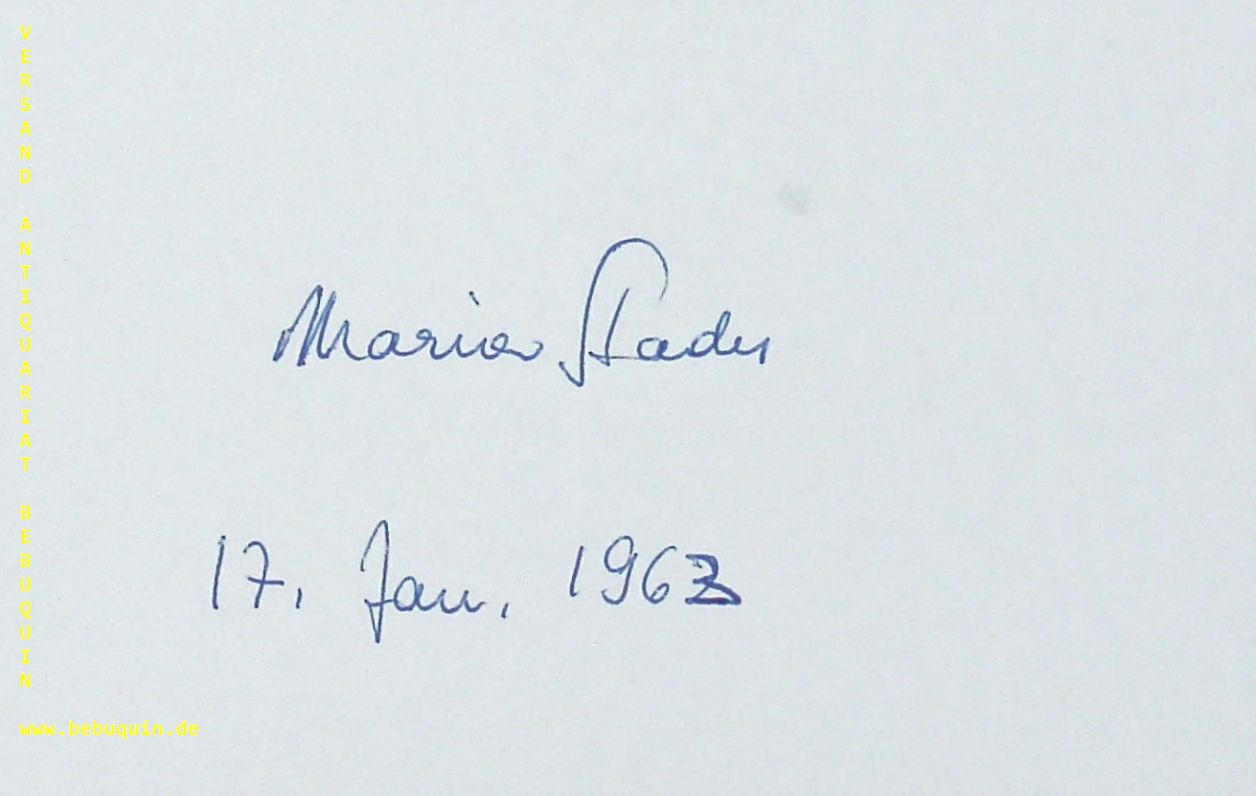 VERSAND ANTIQUARIAT BEBUQUIN
Maria Stader
17. Jan. 1963
www.bebuquin.de